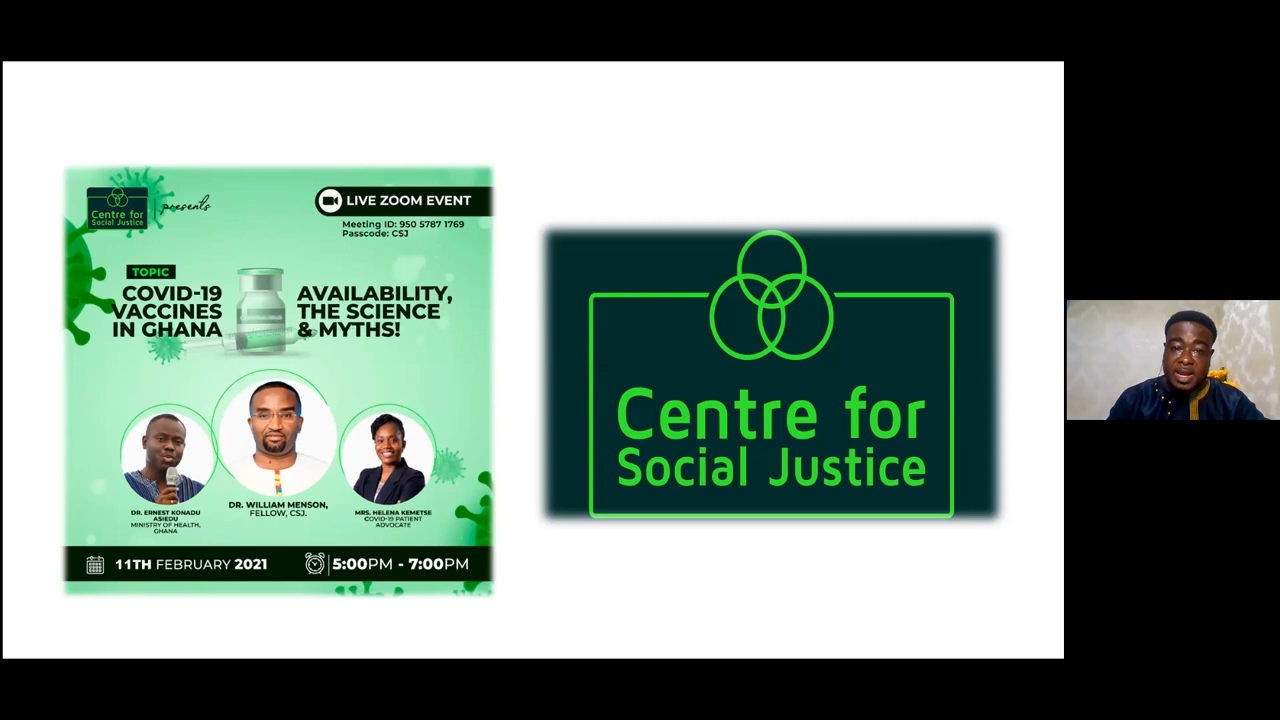 Centre for
Social Justice
presents
LIVE ZOOM EVENT
Meeting ID: 950 5787 1769
Passcode: CSJ
TOPIC
COVID-19
VACCINES
IN GHANA
AVAILABILITY,
THE SCIENCE
& MYTHS!
DR. ERNEST KONADU
ASIEDU
MINISTRY OF HEALTH,
GHANA
DR. WILLIAM MENSON,
FELLOW, CSJ.
MRS. HELENA KEMETSE
COVID-19 PATIENT
ADVOCATE
11TH FEBRUARY 2021
5:00PM - 7:00PM
Centre for
Social Justice